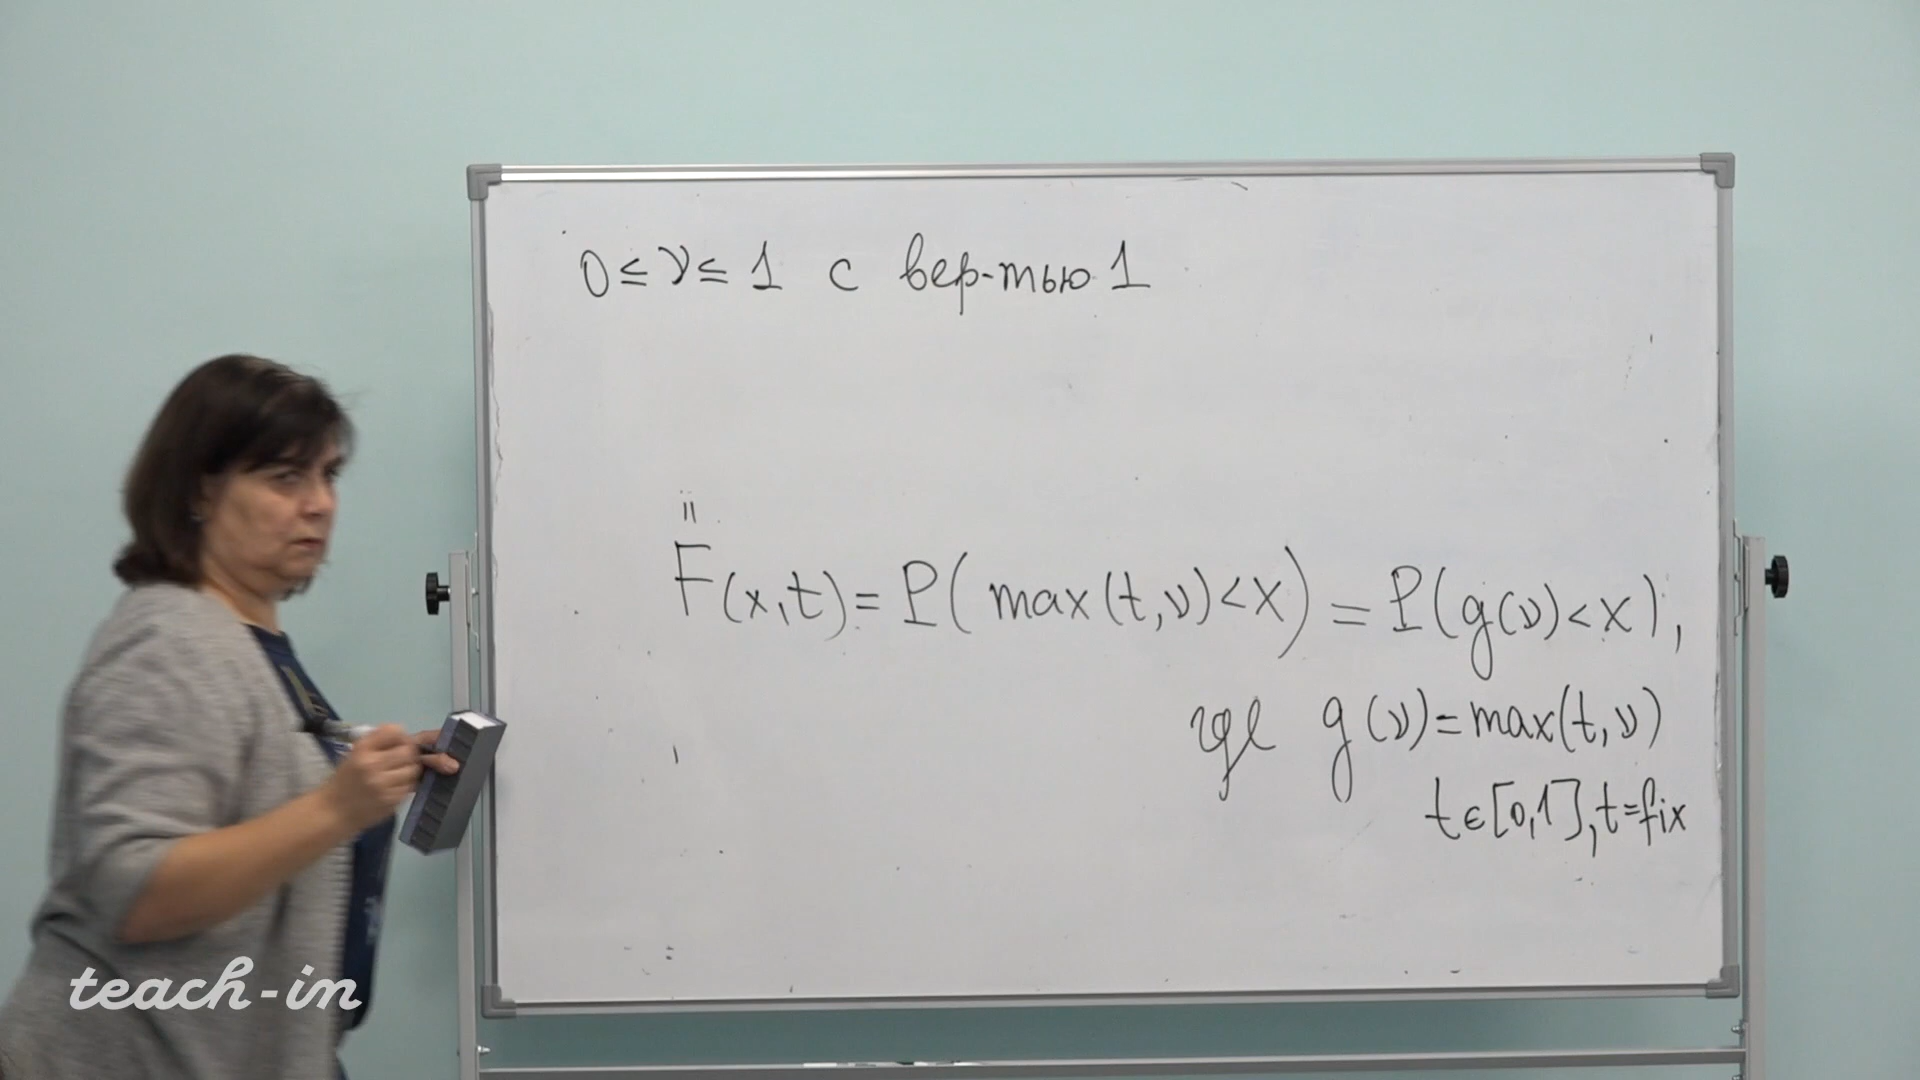 0 ≤ ν ≤ 1 с вер-тью 1
=
F(x,t) = P( max(t,ν) < x ) = P(g(ν) < x),
где g(ν) = max(t,ν)
t ∈ [0,1], t = fix
teach-in